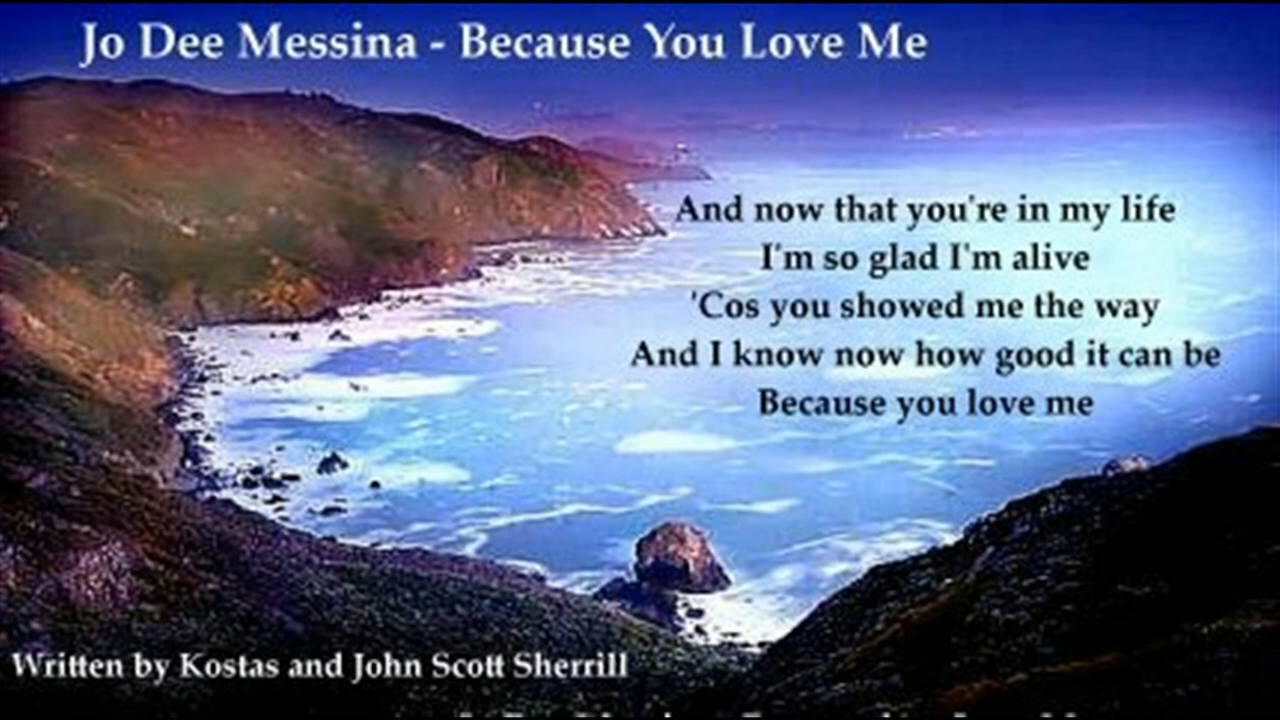 Jo Dee Messina - Because You Love Me
And now that you're in my life
I'm so glad I'm alive
'Cos you showed me the way
And I know now how good it can be
Because you love me
Written by Kostas and John Scott Sherrill